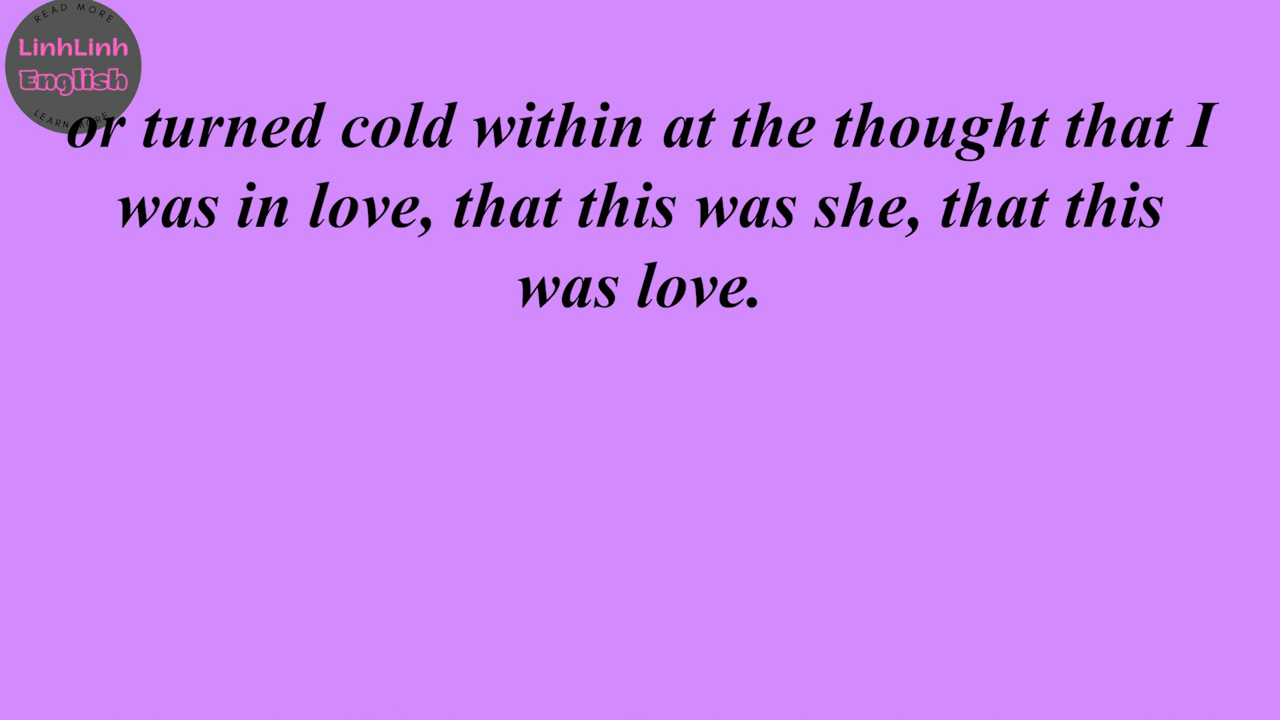 READ MORE
LinhLinh
English
LEARN MORE
or turned cold within at the thought that I
was in love, that this was she, that this
was love.